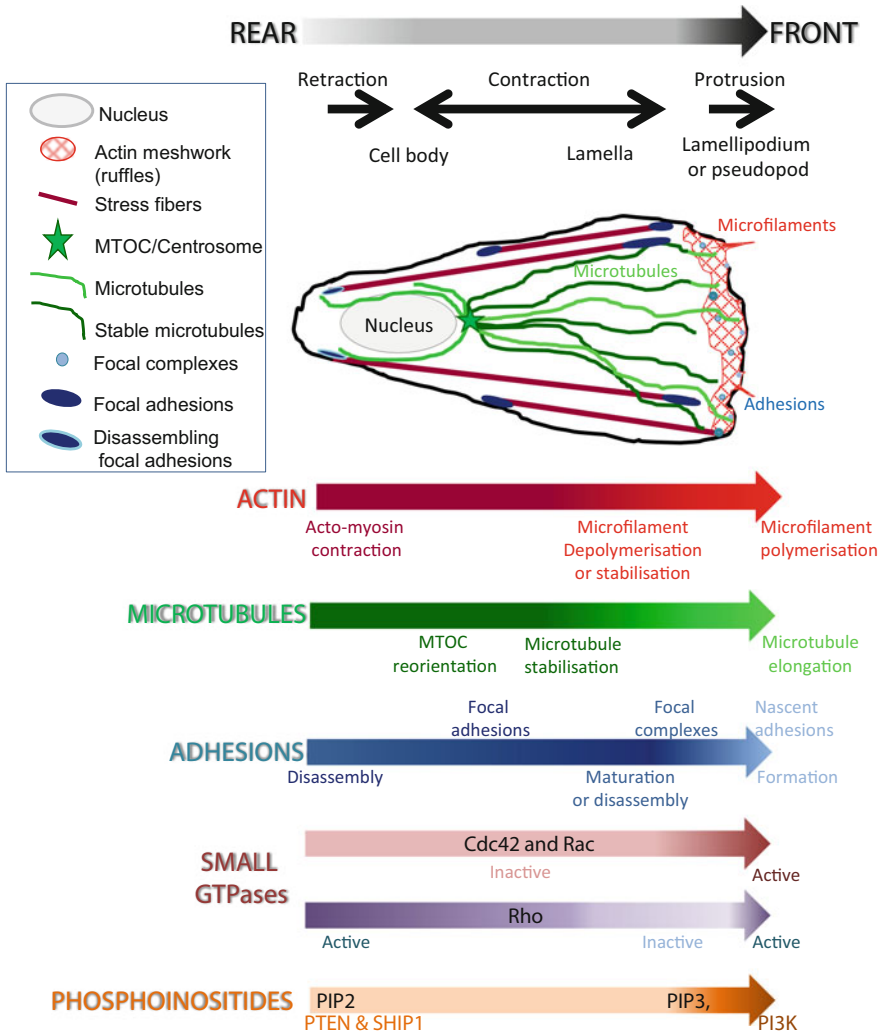 REAR
FRONT
Retraction
Contraction
Protrusion
Cell body
Lamella
Lamellipodium
or pseudopod
Nucleus
Actin meshwork
(ruffles)
Stress fibers
MTOC/Centrosome
Microtubules
Stable microtubules
Focal complexes
Focal adhesions
Disassembling
focal adhesions
Microfilaments
Microtubules
Nucleus
Adhesions
ACTIN
Acto-myosin
contraction
Microfilament
Depolymerisation
or stabilisation
Microfilament
polymerisation
MICROTUBULES
MTOC
reorientation
Microtubule
stabilisation
Microtubule
elongation
Focal
adhesions
Focal
complexes
Nascent
adhesions
ADHESIONS
Disassembly
Maturation
or disassembly
Formation
SMALL
GTPases
Cdc42 and Rac
Inactive
Active
Rho
Active
Inactive
Active
PHOSPHOINOSITIDES
PIP2
PIP3,
PTEN & SHIP1
PI3K